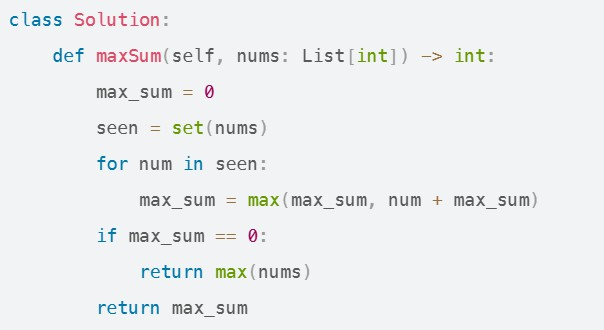 class Solution:
    def maxSum(self, nums: List[int]) -> int:
        max_sum = 0
        seen = set(nums)
        for num in seen:
            max_sum = max(max_sum, num + max_sum)
        if max_sum == 0:
            return max(nums)
        return max_sum